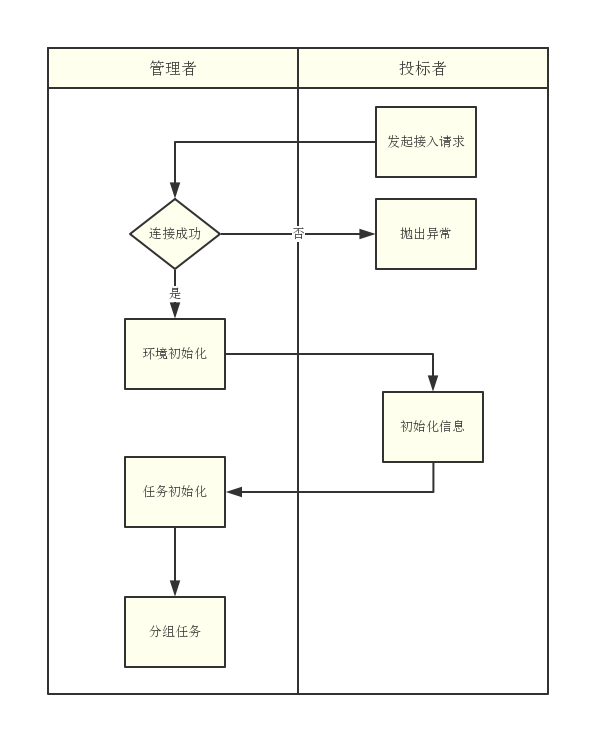 管理者
投标者
发起接入请求
连接成功
否
抛出异常
是
环境初始化
初始化信息
任务初始化
分组任务